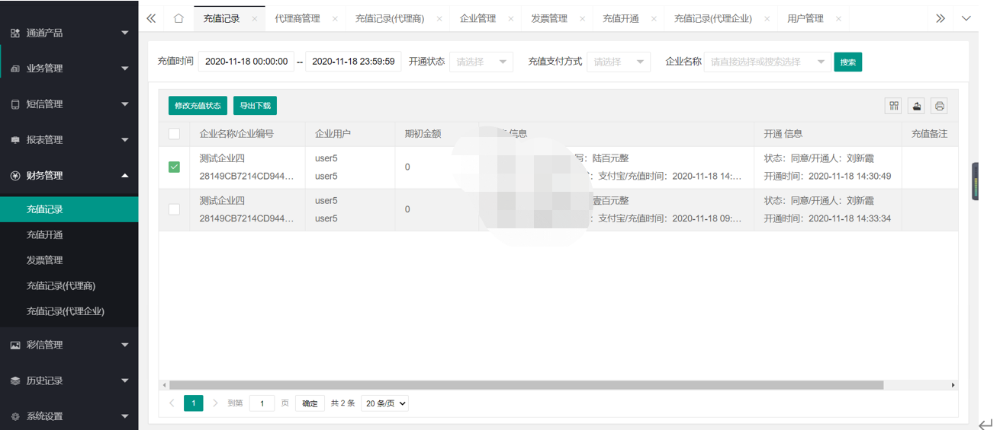 通道产品
业务管理
短信管理
报表管理
财务管理
充值记录
充值开通
发票管理
充值记录(代理商)
充值记录(代理企业)
彩信管理
历史记录
系统设置
充值记录 代理商管理 充值记录(代理商) 企业管理 发票管理 充值开通 充值记录(代理企业) 用户管理
充值时间 2020-11-18 00:00:00 -- 2020-11-18 23:59:59 开通状态 请选择 充值支付方式 请选择 企业名称 请直接选择或搜索选择 搜索
修改充值状态 导出下载
企业名称/企业编号 企业用户 期初金额 信息 开通 信息 充值备注
测试企业四 user5 写：陆百元整 状态：同意/开通人：刘新霞
0
28149CB7214CD944... user5 ：支付宝/充值时间：2020-11-18 14:... 开通时间：2020-11-18 14:30:49
测试企业四 user5 壹百元整 状态：同意/开通人：刘新霞
0
28149CB7214CD944... user5 ：支付宝/充值时间：2020-11-18 09:... 开通时间：2020-11-18 14:33:34
1 到第 1 页 确定 共 2 条 20 条/页